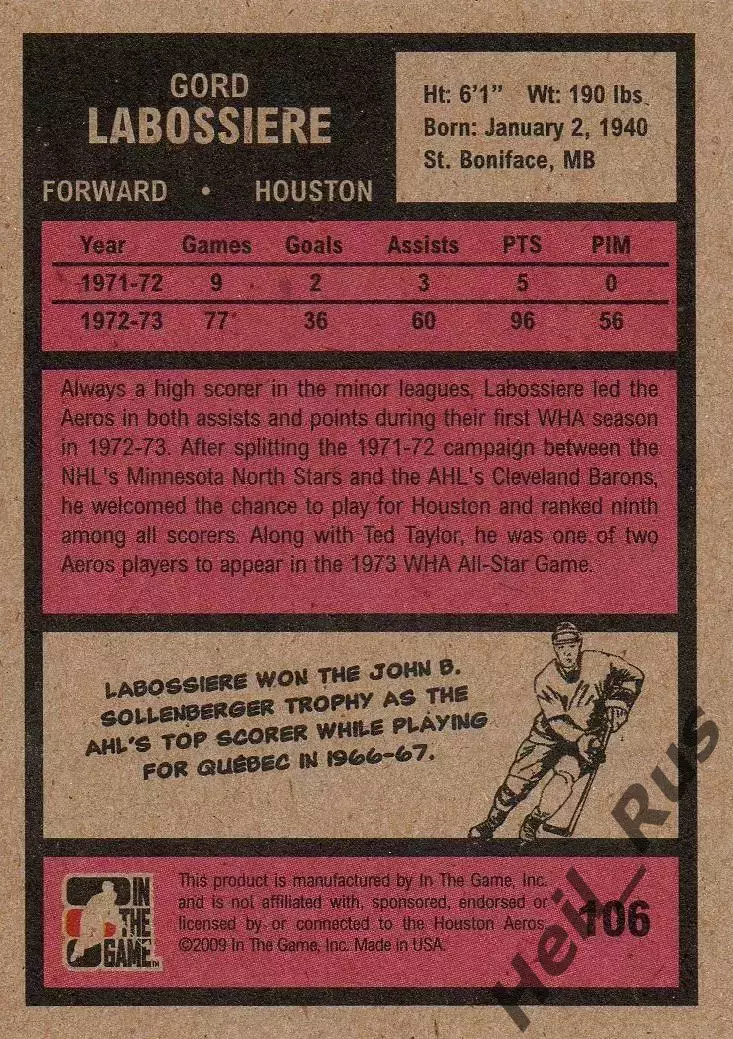 GORD
LABOSSIERE
FORWARD • HOUSTON
Ht: 6'1” Wt: 190 lbs.
Born: January 2, 1940
St. Boniface, MB
Year Games Goals Assists PTS PIM
1971-72 9 2 3 5 0
1972-73 77 36 60 96 56
Always a high scorer in the minor leagues, Labossiere led the
Aeros in both assists and points during their first WHA season
in 1972-73. After splitting the 1971-72 campaign between the
NHL's Minnesota North Stars and the AHL's Cleveland Barons,
he welcomed the chance to play for Houston and ranked ninth
among all scorers. Along with Ted Taylor, he was one of two
Aeros players to appear in the 1973 WHA All-Star Game.
LABOSSIERE WON THE JOHN B.
SOLLENBERGER TROPHY AS THE
AHL'S TOP SCORER WHILE PLAYING
FOR QUÉBEC IN 1966-67.
IN
THE
GAME™
This product is manufactured by In The Game, Inc.
and is not affiliated with, sponsored, endorsed or
licensed by or connected to the Houston Aeros.
©2009 In The Game, Inc. Made in USA.
106
Heil_Rus